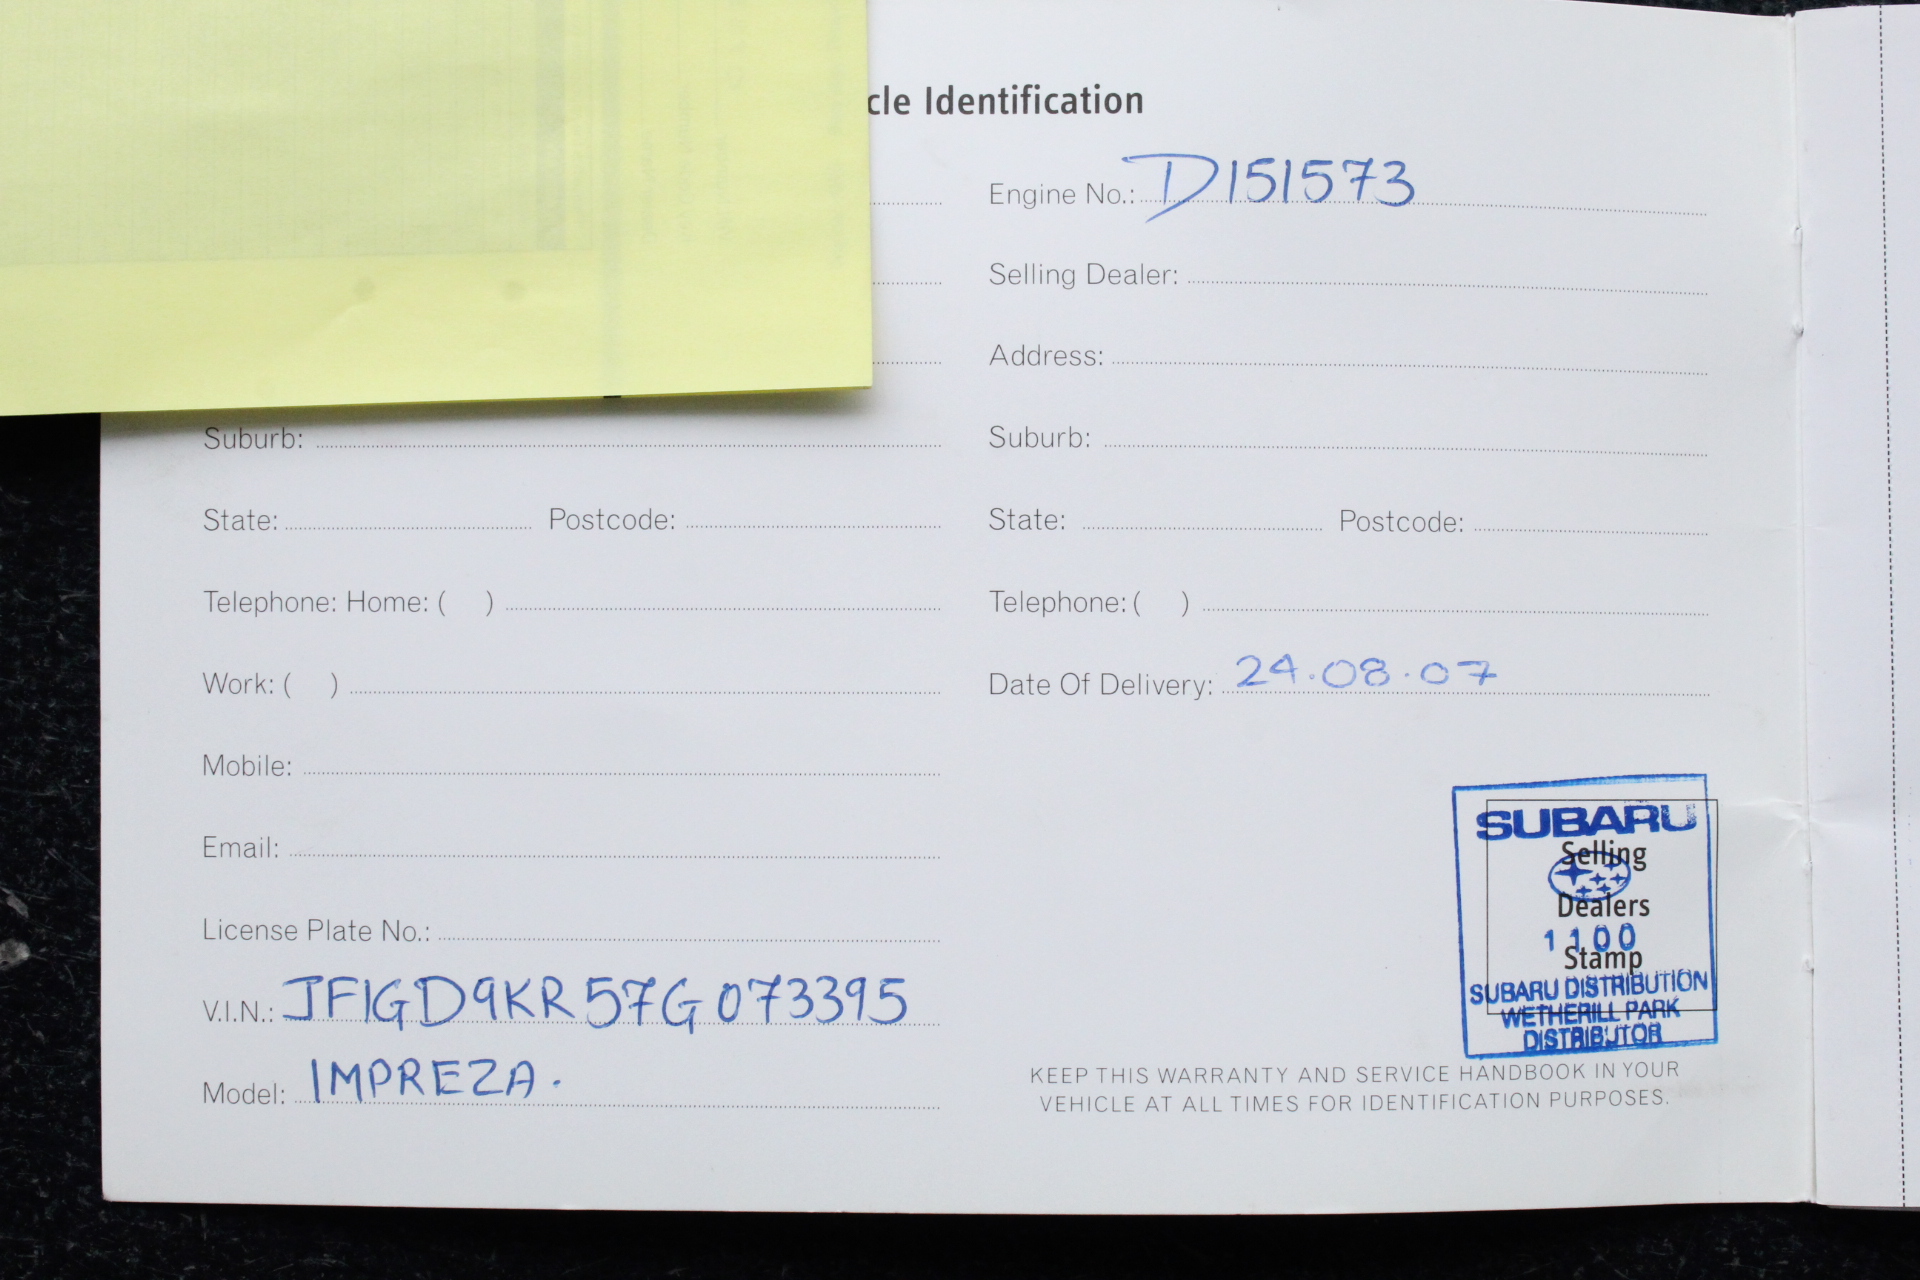 cle Identification
Engine No.: D151573
Selling Dealer:
Address:
Suburb: Suburb:
State: Postcode: State: Postcode:
Telephone: Home: ( ) Telephone: ( )
Work: ( ) Date Of Delivery: 24.08.07
Mobile:
Email:
License Plate No.:
V.I.N.: JF1GD9KR57G073395
Model: IMPREZA.
SUBARU
Selling
Dealers
1100
Stamp
SUBARU DISTRIBUTION
WETHERILL PARK
DISTRIBUTOR
KEEP THIS WARRANTY AND SERVICE HANDBOOK IN YOUR
VEHICLE AT ALL TIMES FOR IDENTIFICATION PURPOSES.